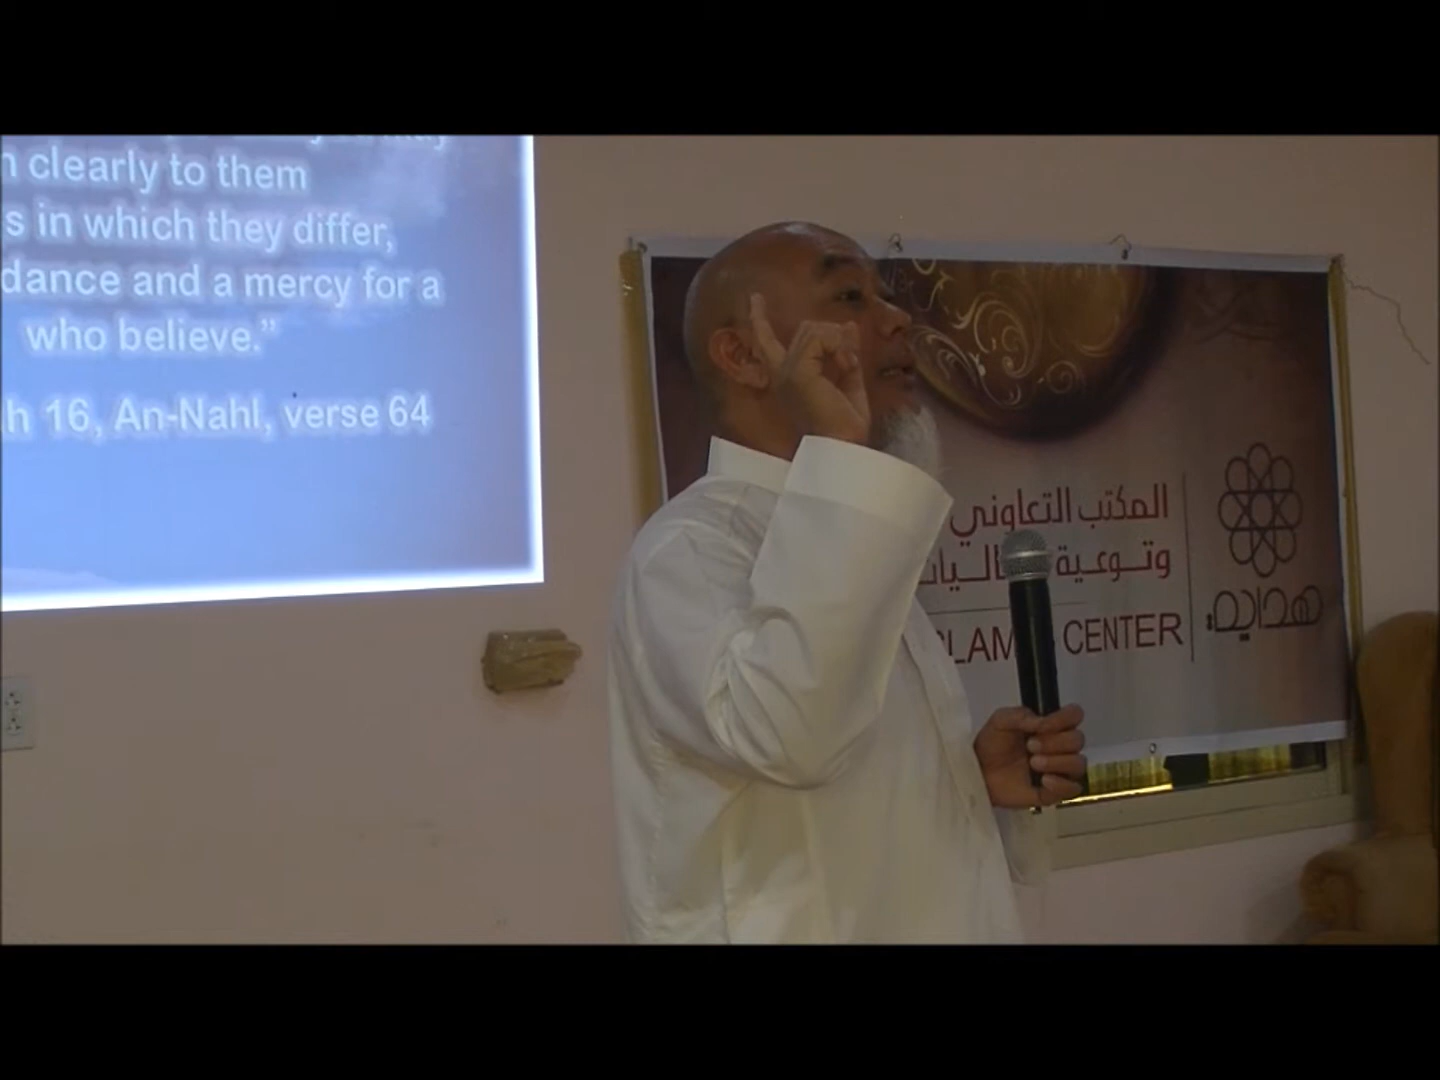 clearly to them
in which they differ,
and a mercy for a
who believe.”
16, An-Nahl, verse 64
المكتب التعاوني
وتوعية
CENTER
هداية